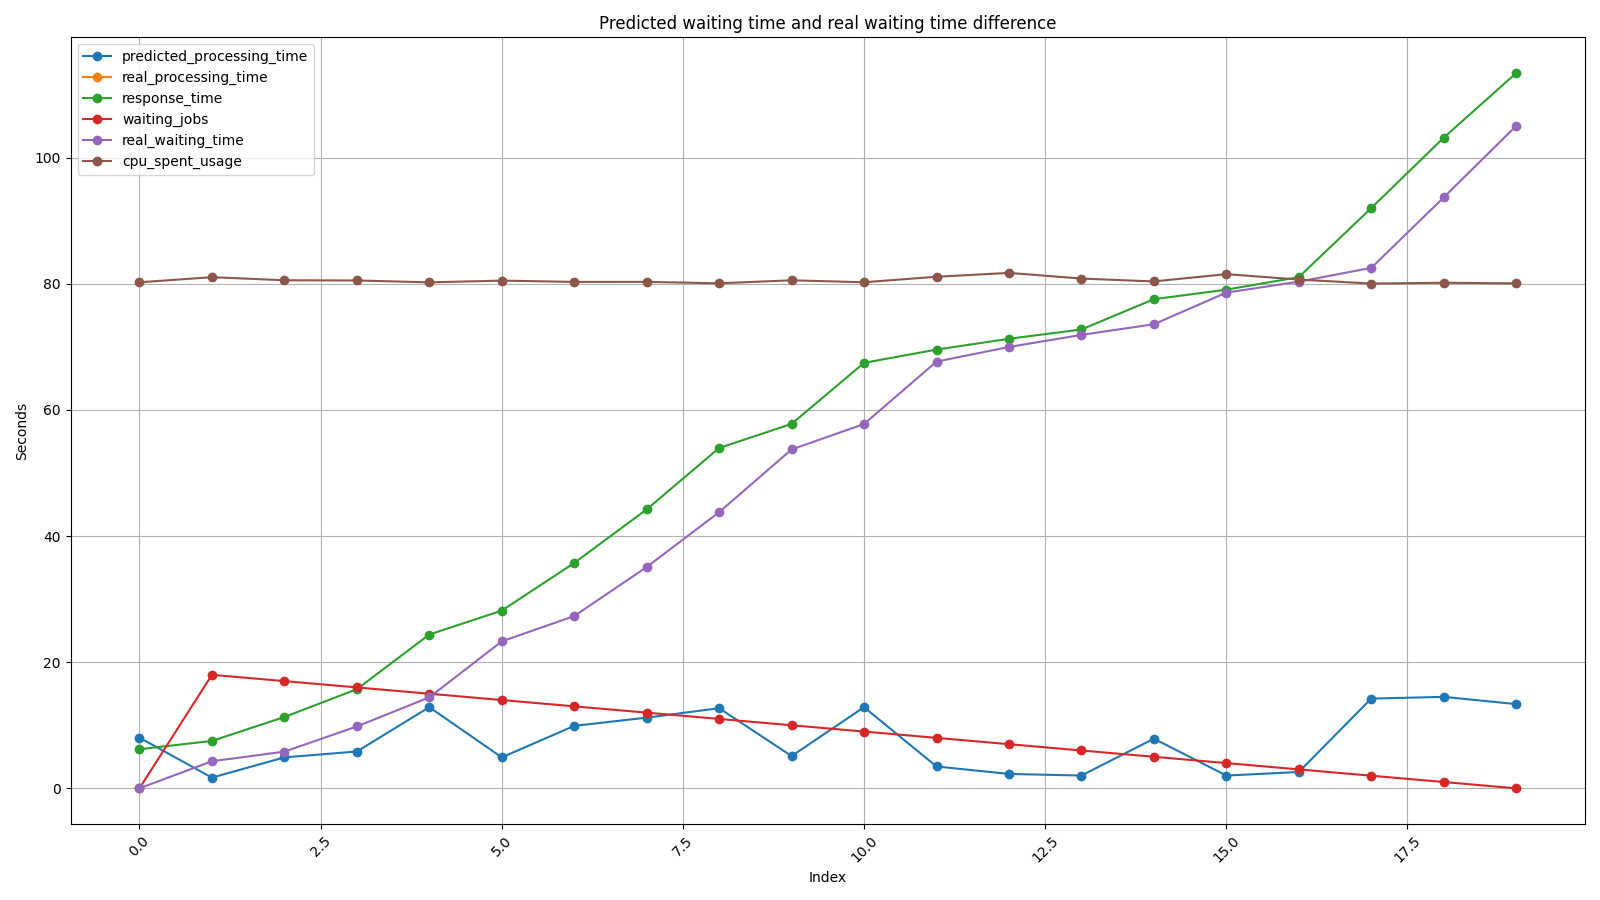 Predicted waiting time and real waiting time difference
predicted_processing_time
real_processing_time
response_time
waiting_jobs
real_waiting_time
cpu_spent_usage
100
80
60
40
20
0
Seconds
0.0
2.5
5.0
7.5
10.0
12.5
15.0
17.5
Index